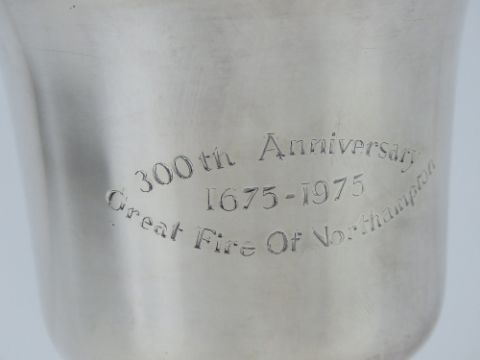 300th Anniversary
1675-1975
Great Fire Of Northampton